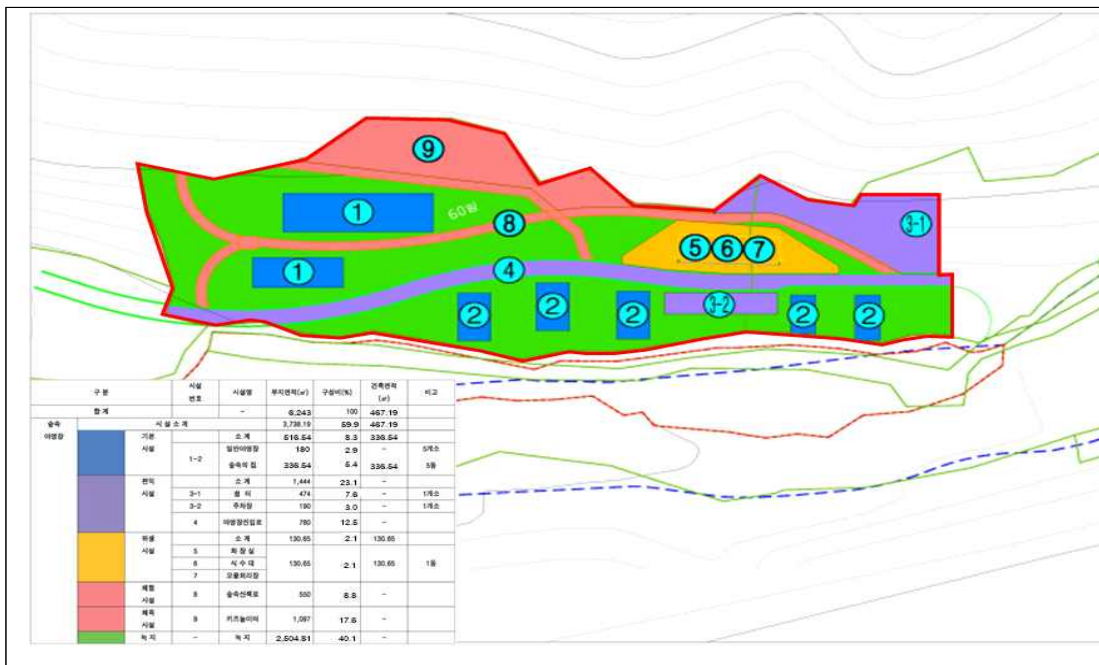 9
1
60임
8
3-1
5 6 7
1
4
2 2 2 3-2 2 2
구 분 시설 번호 시설명 부지면적(㎡) 구성비(%) 건축면적 (㎡) 비고
합 계 - 6,243 100 467.19
숲속 야영장 시 설 소 계 3,738.19 59.9 467.19
기본 시설 소 계 516.54 8.3 336.54
1-2 일반야영장 180 2.9 - 5개소
숲속의 집 336.54 5.4 336.54 5동
편익 시설 소 계 1,444 23.1 -
3-1 쉼 터 474 7.6 - 1개소
3-2 주차장 190 3.0 - 1개소
4 야영장진입로 780 12.5 -
위생 시설 소 계 130.65 2.1 130.65
5 화 장 실 130.65 2.1 130.65 1동
6 식 수 대
7 오물처리장
체험 시설 8 숲속산책로 550 8.8 -
체육 시설 9 키즈놀이터 1,097 17.6 -
녹 지 - 녹 지 2,504.81 40.1 -